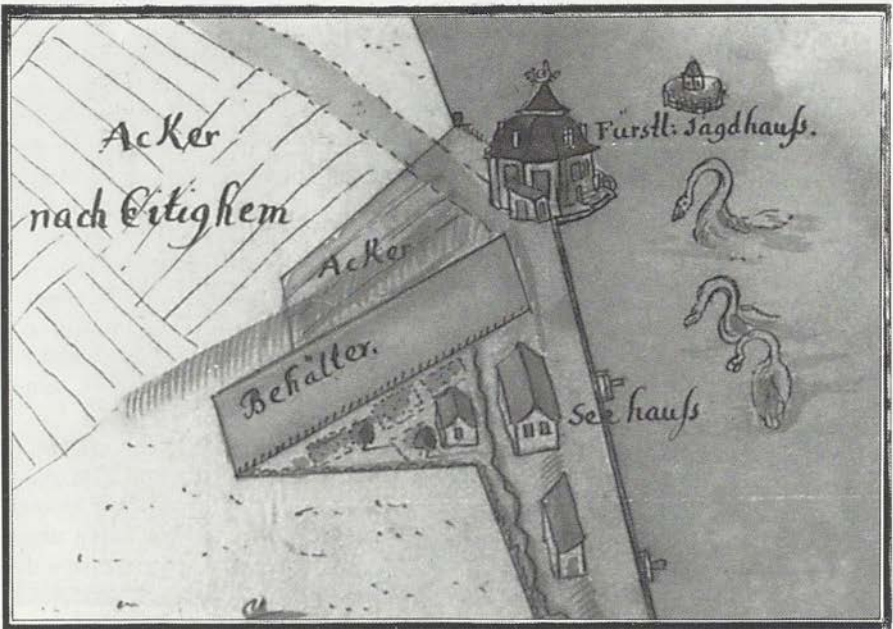 Acker
nach Eitighem
Fürstl: Jagdhauſs.
Acker
Behälter.
See hauſs